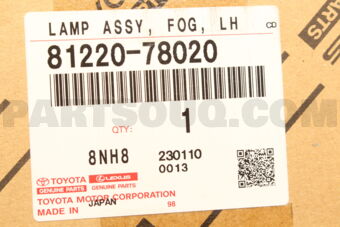 LAMP ASSY, FOG, LH CD
81220-78020
PARTSOUQ.COM
QTY: 1
8NH8 230110
0013
TOYOTA LEXUS
GENUINE PARTS GENUINE PARTS
TOYOTA MOTOR CORPORATION
MADE IN JAPAN 98